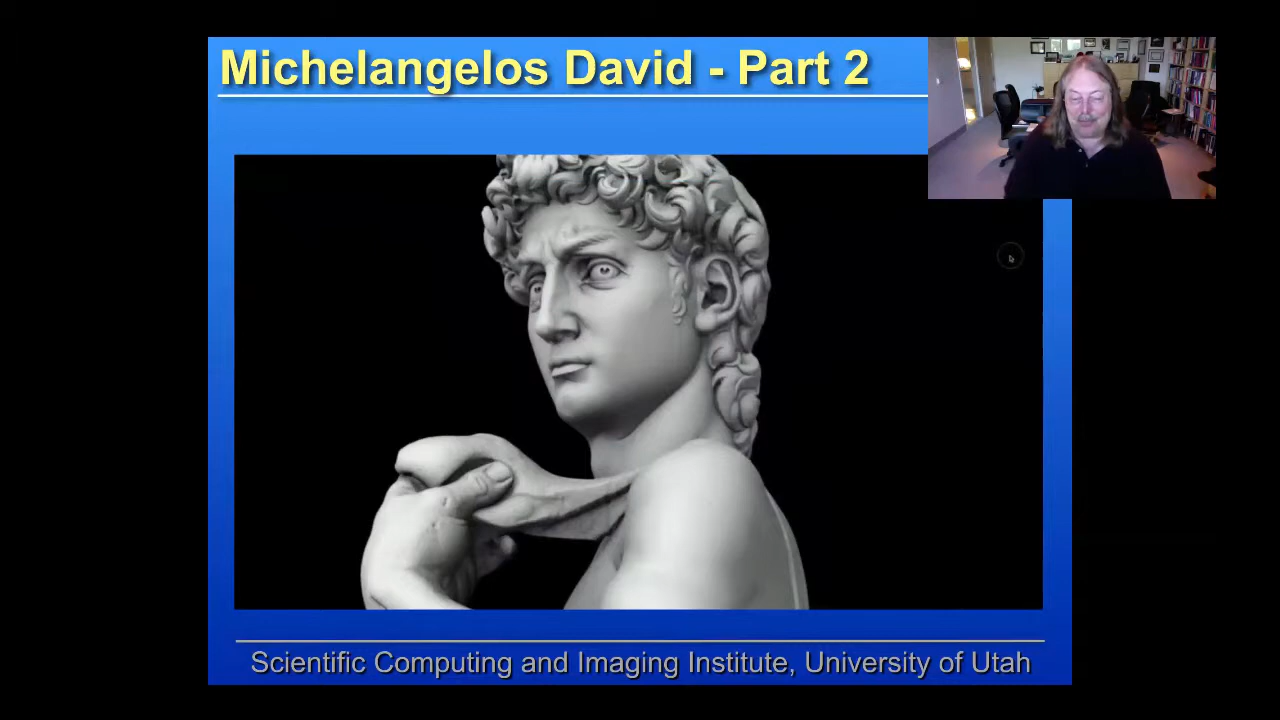 Michelangelos David - Part 2
Scientific Computing and Imaging Institute, University of Utah